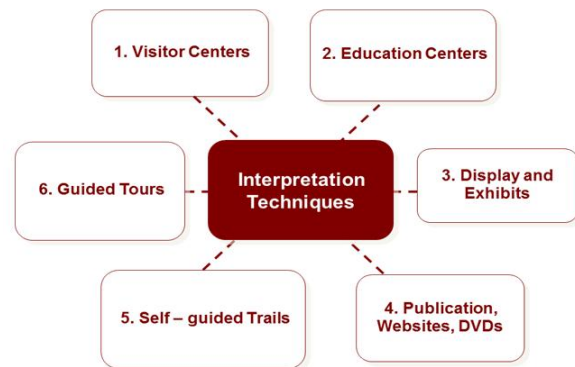 1. Visitor Centers
2. Education Centers
Interpretation
Techniques
3. Display and
Exhibits
4. Publication,
Websites, DVDs
5. Self – guided Trails
6. Guided Tours